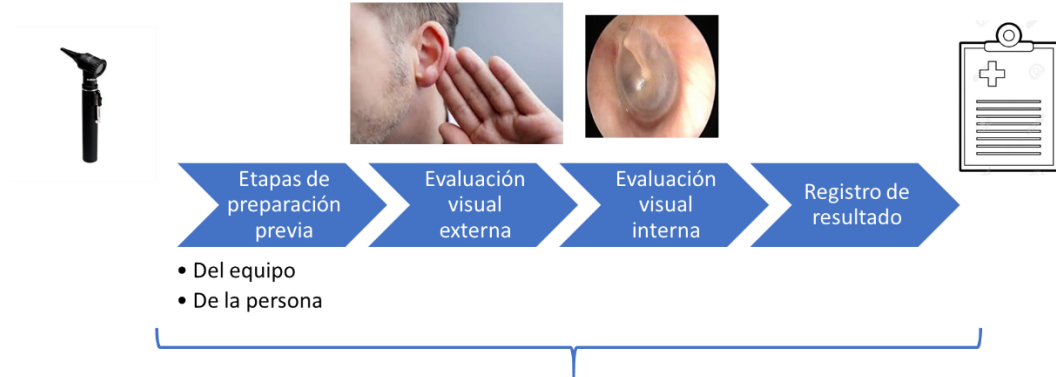 Etapas de
preparación
previa
Evaluación
visual
externa
Evaluación
visual
interna
Registro de
resultado
• Del equipo
• De la persona